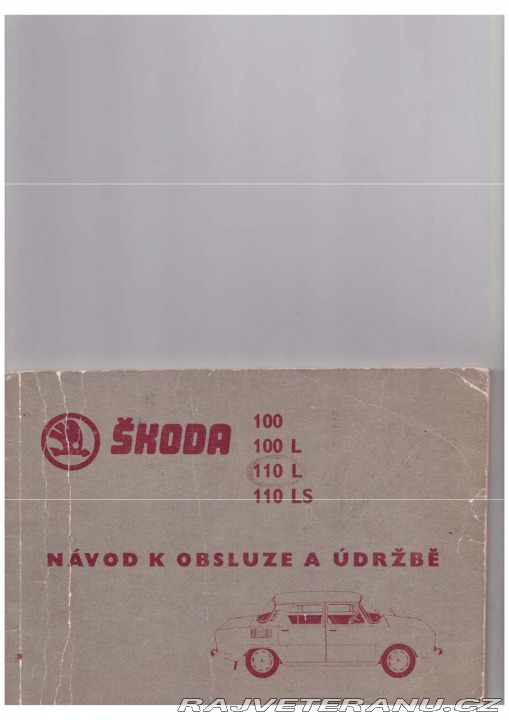 ŠKODA
100
100 L
110 L
110 LS
NÁVOD K OBSLUZE A ÚDRŽBĚ
RAJVETERANU.CZ